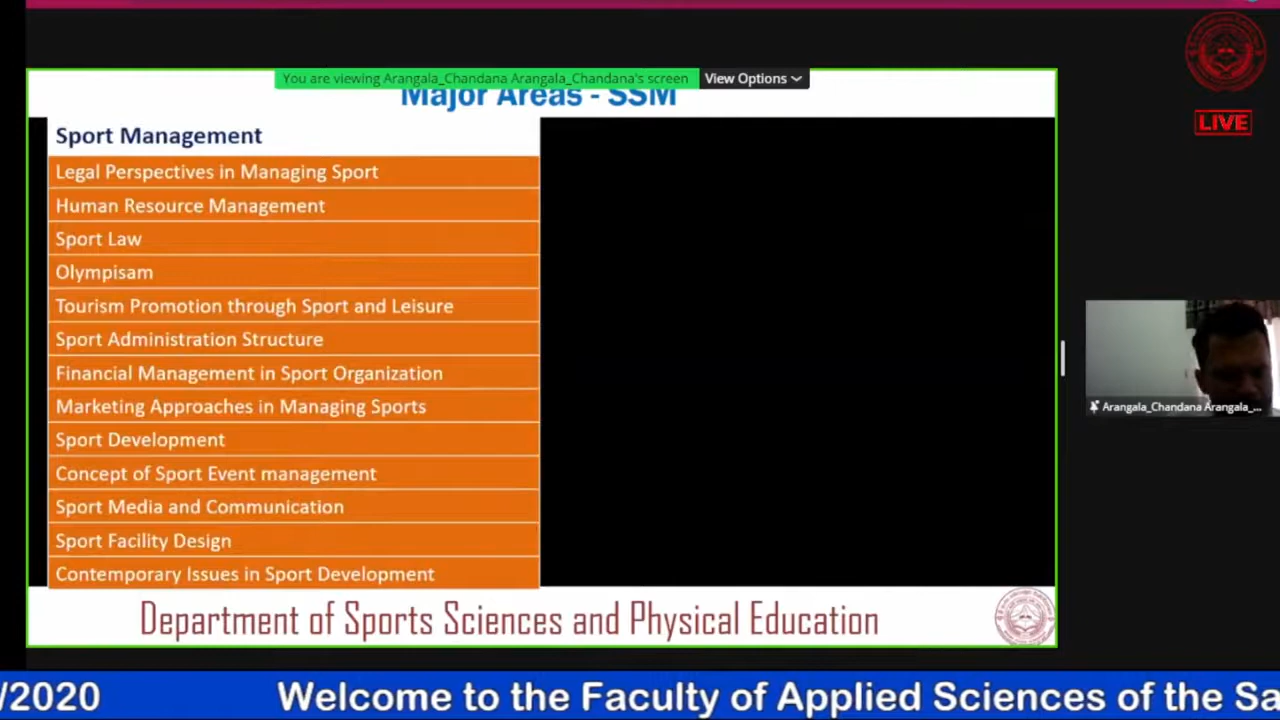 You are viewing Arangala_Chandana Arangala_Chandana's screen
View Options
Major Areas - SSM
LIVE
Sport Management
Legal Perspectives in Managing Sport
Human Resource Management
Sport Law
Olympisam
Tourism Promotion through Sport and Leisure
Sport Administration Structure
Financial Management in Sport Organization
Marketing Approaches in Managing Sports
Arangala_Chandana Arangala_...
Sport Development
Concept of Sport Event management
Sport Media and Communication
Sport Facility Design
Contemporary Issues in Sport Development
Department of Sports Sciences and Physical Education
/2020 Welcome to the Faculty of Applied Sciences of the Sa